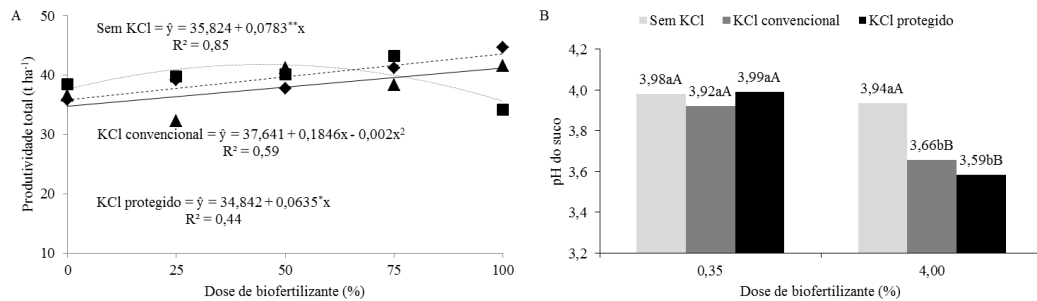 A
Produtividade total (t ha⁻¹)
50
40
30
20
10
Sem KCl = ŷ = 35,824 + 0,0783**x
R² = 0,85
KCl convencional = ŷ = 37,641 + 0,1846x - 0,002x²
R² = 0,59
KCl protegido = ŷ = 34,842 + 0,0635*x
R² = 0,44
0 25 50 75 100
Dose de biofertilizante (%)
B
Sem KCl KCl convencional KCl protegido
pH do suco
4,2
4,0
3,8
3,6
3,4
3,2
3,98aA 3,92aA 3,99aA 3,94aA 3,66bB 3,59bB
0,35 4,00
Dose de biofertilizante (%)